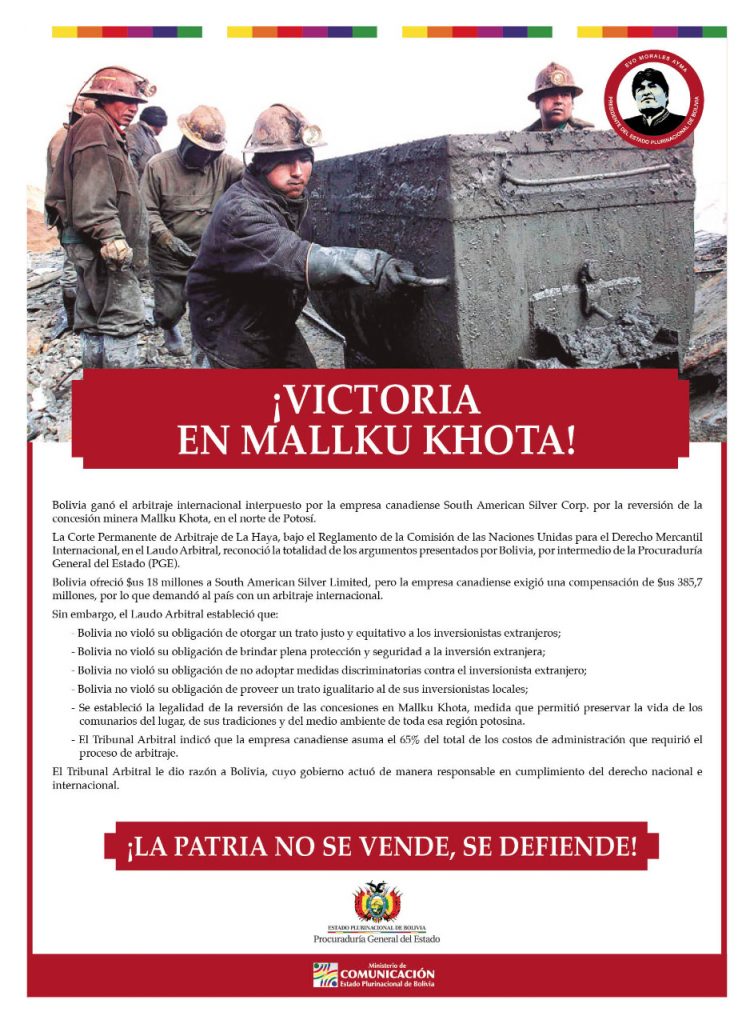 EVO MORALES AYMA
PRESIDENTE DEL ESTADO PLURINACIONAL DE BOLIVIA
¡VICTORIA
EN MALLKU KHOTA!
Bolivia ganó el arbitraje internacional interpuesto por la empresa canadiense South American Silver Corp. por la reversión de la
concesión minera Mallku Khota, en el norte de Potosí.
La Corte Permanente de Arbitraje de La Haya, bajo el Reglamento de la Comisión de las Naciones Unidas para el Derecho Mercantil
Internacional, en el Laudo Arbitral, reconoció la totalidad de los argumentos presentados por Bolivia, por intermedio de la Procuraduría
General del Estado (PGE).
Bolivia ofreció $us 18 millones a South American Silver Limited, pero la empresa canadiense exigió una compensación de $us 385,7
millones, por lo que demandó al país con un arbitraje internacional.
Sin embargo, el Laudo Arbitral estableció que:
- Bolivia no violó su obligación de otorgar un trato justo y equitativo a los inversionistas extranjeros;
- Bolivia no violó su obligación de brindar plena protección y seguridad a la inversión extranjera;
- Bolivia no violó su obligación de no adoptar medidas discriminatorias contra el inversionista extranjero;
- Bolivia no violó su obligación de proveer un trato igualitario al de sus inversionistas locales;
- Se estableció la legalidad de la reversión de las concesiones en Mallku Khota, medida que permitió preservar la vida de los
comunarios del lugar, de sus tradiciones y del medio ambiente de toda esa región potosina.
- El Tribunal Arbitral indicó que la empresa canadiense asuma el 65% del total de los costos de administración que requirió el
proceso de arbitraje.
El Tribunal Arbitral le dio razón a Bolivia, cuyo gobierno actuó de manera responsable en cumplimiento del derecho nacional e
internacional.
¡LA PATRIA NO SE VENDE, SE DEFIENDE!
ESTADO PLURINACIONAL DE BOLIVIA
Procuraduría General del Estado
Ministerio de
COMUNICACIÓN
Estado Plurinacional de Bolivia